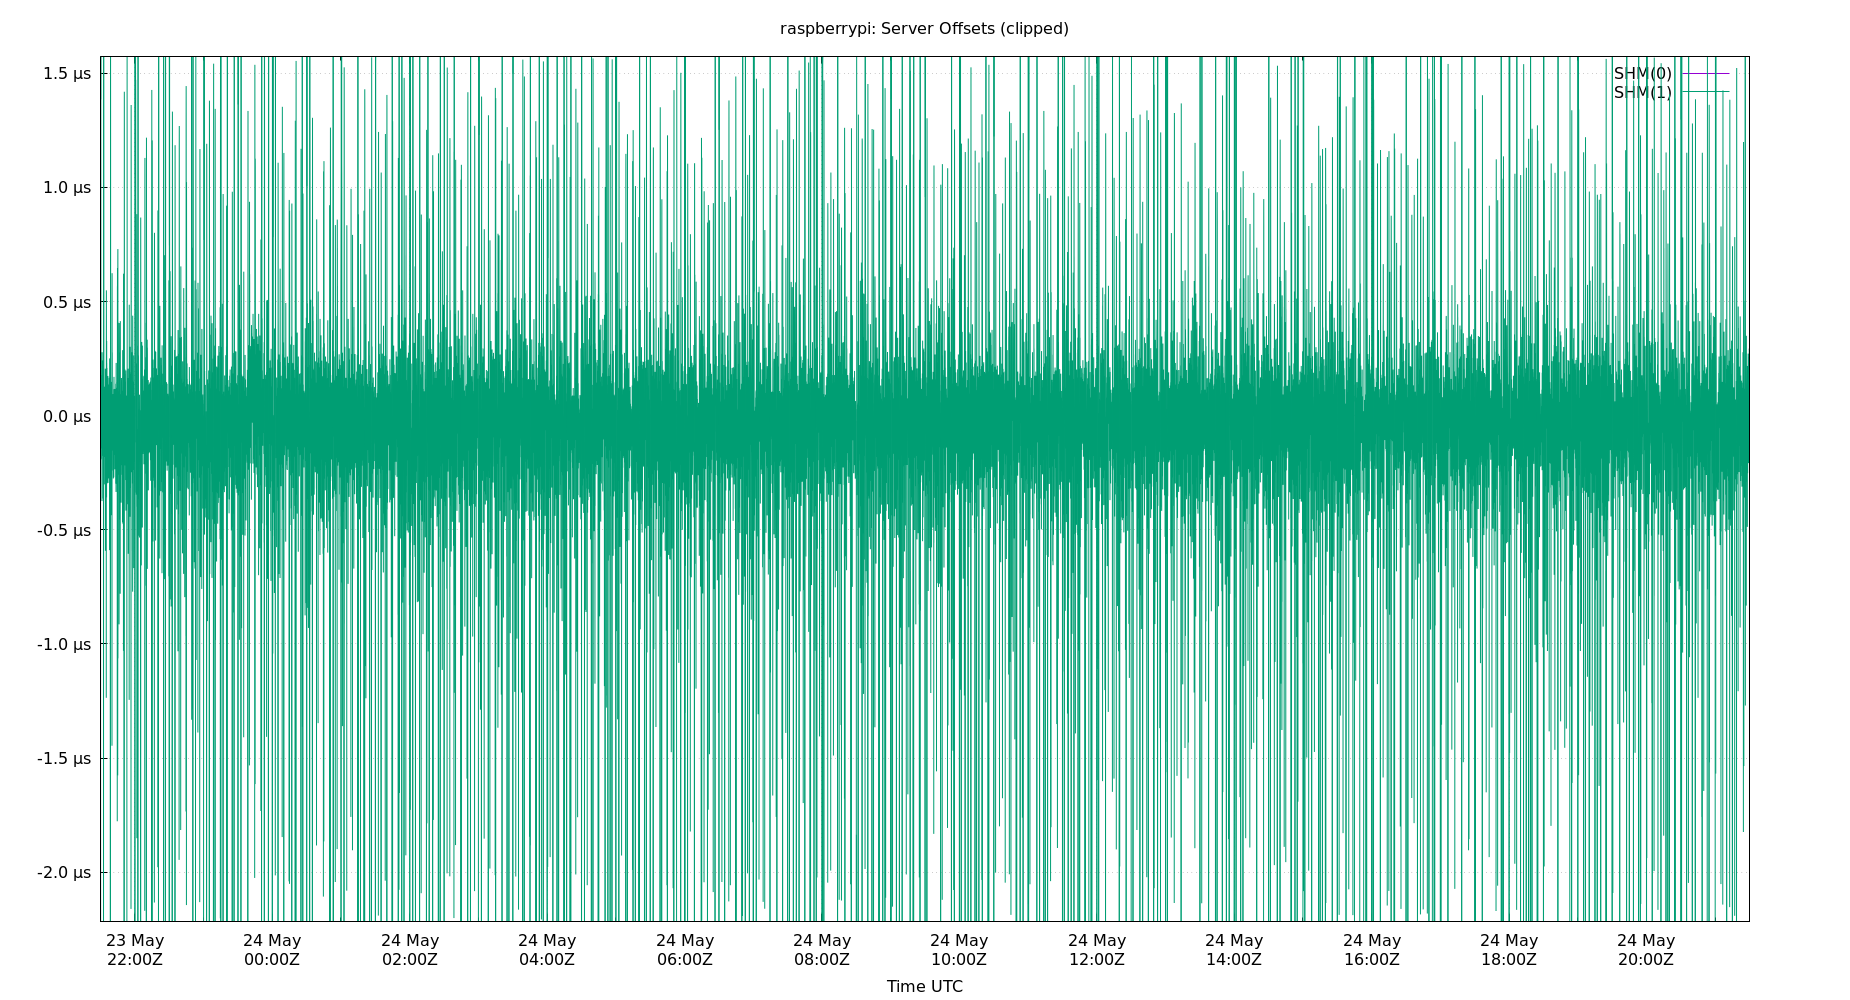 raspberrypi: Server Offsets (clipped)
1.5 µs
1.0 µs
0.5 µs
0.0 µs
-0.5 µs
-1.0 µs
-1.5 µs
-2.0 µs
SHM(0)
SHM(1)
23 May 24 May 24 May 24 May 24 May 24 May 24 May 24 May 24 May 24 May 24 May 24 May
22:00Z 00:00Z 02:00Z 04:00Z 06:00Z 08:00Z 10:00Z 12:00Z 14:00Z 16:00Z 18:00Z 20:00Z
Time UTC